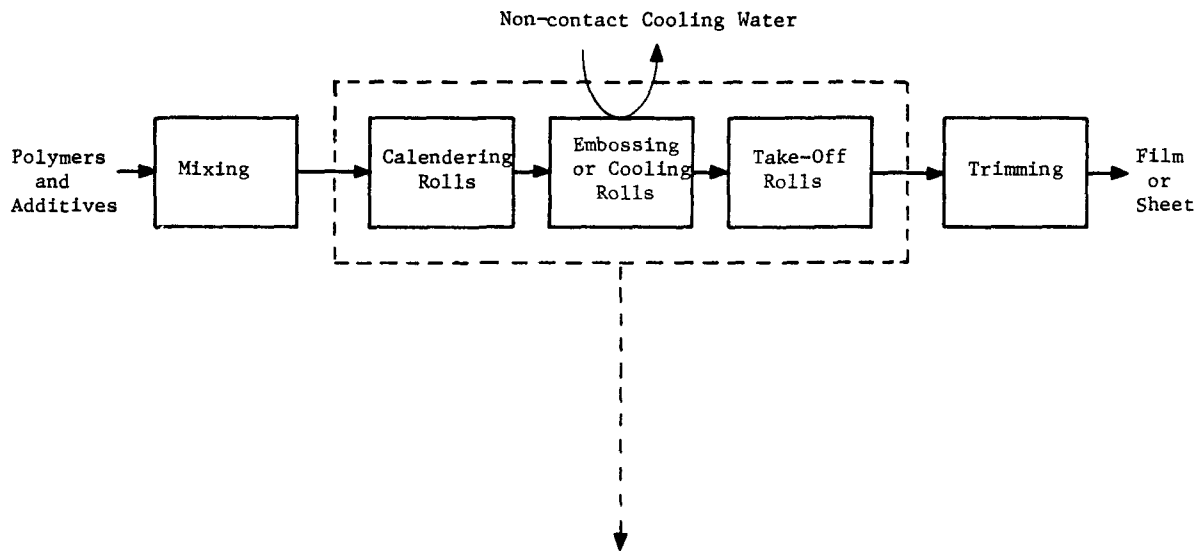 Non-contact Cooling Water
Polymers
and
Additives
Mixing
Calendering
Rolls
Embossing
or Cooling
Rolls
Take-Off
Rolls
Trimming
Film
or
Sheet